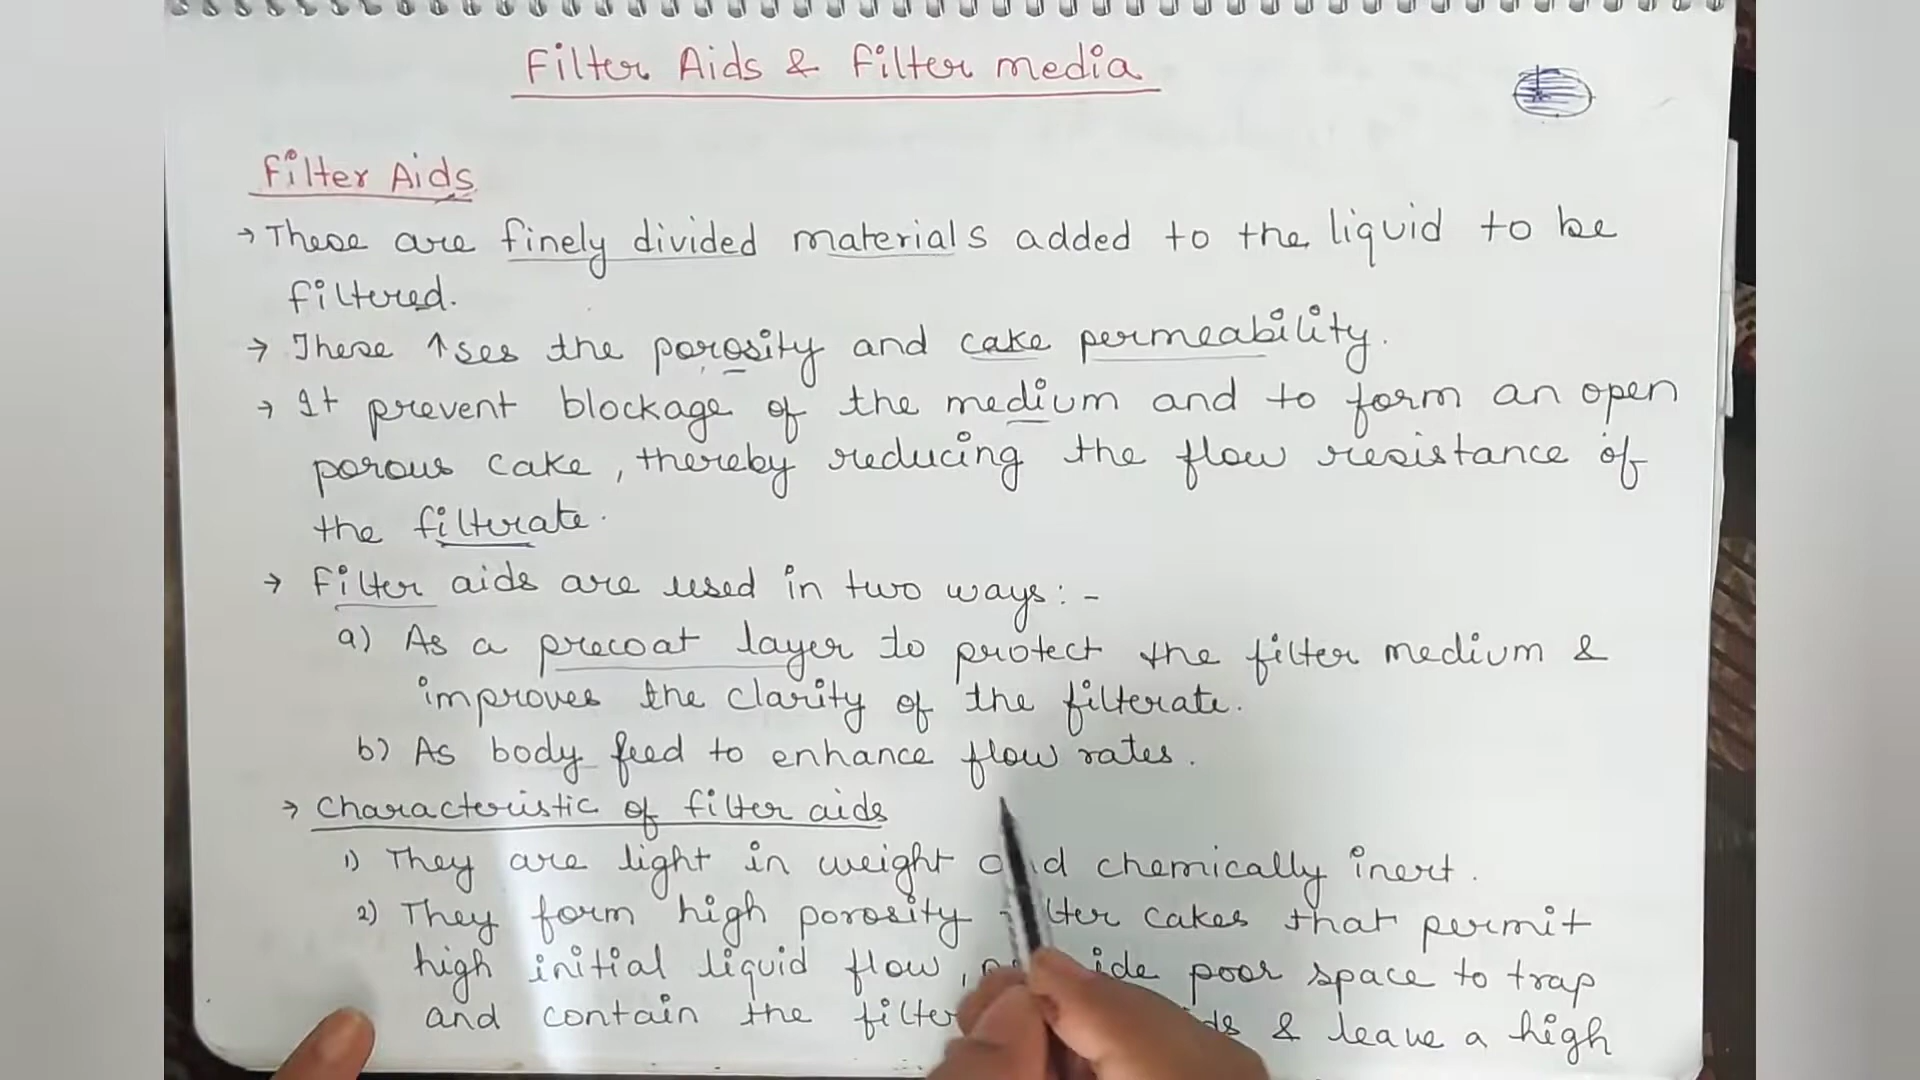 Filter Aids & Filter media
Filter Aids
→ These are finely divided materials added to the liquid to be
filtered.
→ These ↑ses the porosity and cake permeability.
→ It prevent blockage of the medium and to form an open
porous cake, thereby reducing the flow resistance of
the filterate.
→ Filter aids are used in two ways: -
a) As a precoat layer to protect the filter medium &
improves the clarity of the filterate.
b) As body feed to enhance flow rates.
→ Characteristic of filter aids
1) They are light in weight and chemically inert.
2) They form high porosity filter cakes that permit
high initial liquid flow, poor space to trap
and contain the filter & leave a high